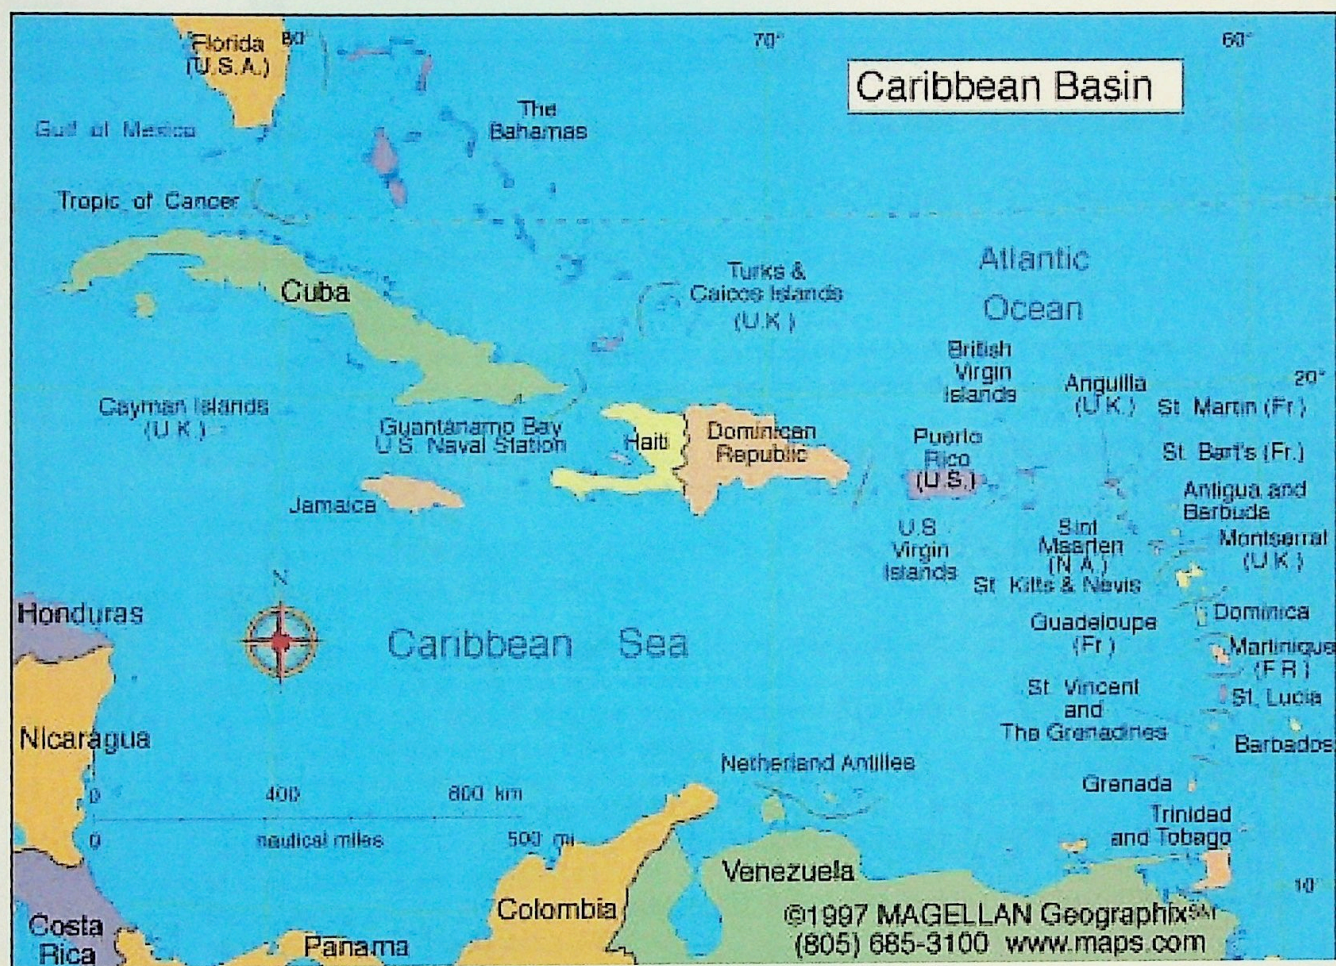 Florida
(U.S.A.)
80°
70°
60°
Caribbean Basin
The
Bahamas
Gulf of Mexico
Tropic of Cancer
Cuba
Atlantic
Ocean
Turks &
Caicos Islands
(U.K.)
British
Virgin
Islands
Anguilla
(U.K.)
20°
St. Martin (Fr.)
Cayman Islands
(U.K.)
Guantánamo Bay
U.S. Naval Station
Haiti
Dominican
Republic
Puerto
Rico
(U.S.)
St. Bart's (Fr.)
Jamaica
Antigua and
Barbuda
U.S.
Virgin
Islands
Sint
Maarten
(N.A.)
Montserrat
(U.K.)
St. Kitts & Nevis
N
Honduras
Caribbean Sea
Guadeloupe
(Fr.)
Dominica
Martinique
(F.R.)
St. Vincent
and
The Grenadines
St. Lucia
Nicaragua
Barbados
Netherland Antilles
Grenada
0 400 800 km
0 nautical miles 500 mi
Trinidad
and Tobago
Venezuela
10°
Colombia
Costa
Rica
Panama
©1997 MAGELLAN Geographix
(805) 685-3100 www.maps.com